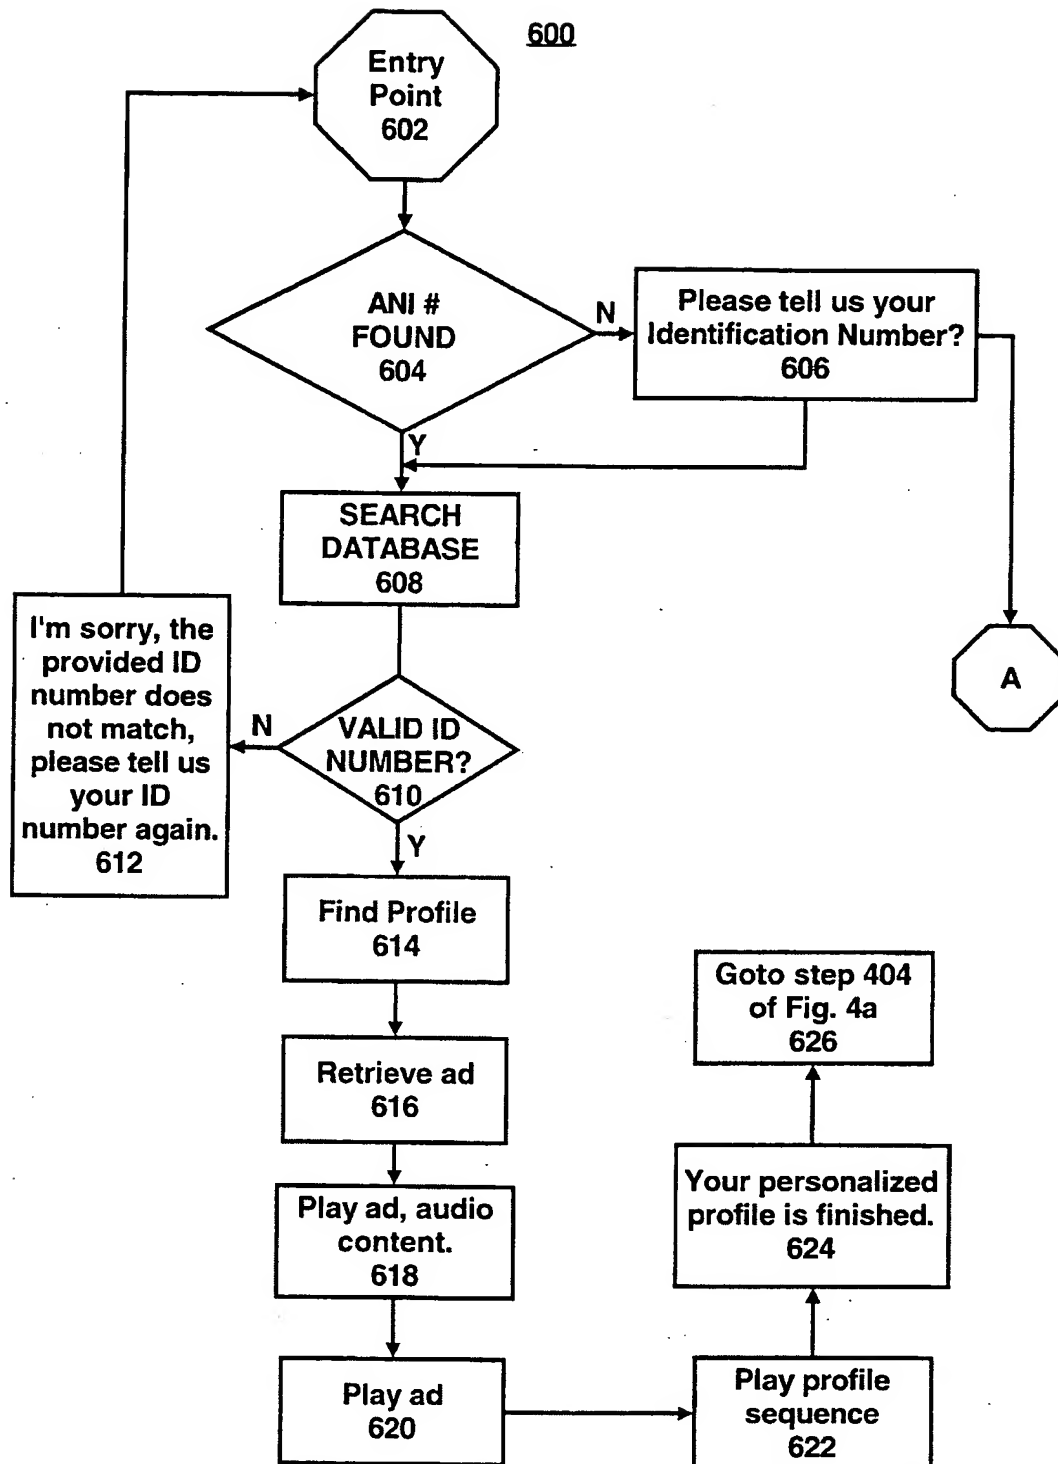 600
Entry
Point
602
ANI #
FOUND
604
N
Please tell us your
Identification Number?
606
Y
SEARCH
DATABASE
608
A
I'm sorry, the
provided ID
number does
not match,
please tell us
your ID
number again.
612
N
VALID ID
NUMBER?
610
Y
Find Profile
614
Goto step 404
of Fig. 4a
626
Retrieve ad
616
Your personalized
profile is finished.
624
Play ad, audio
content.
618
Play ad
620
Play profile
sequence
622